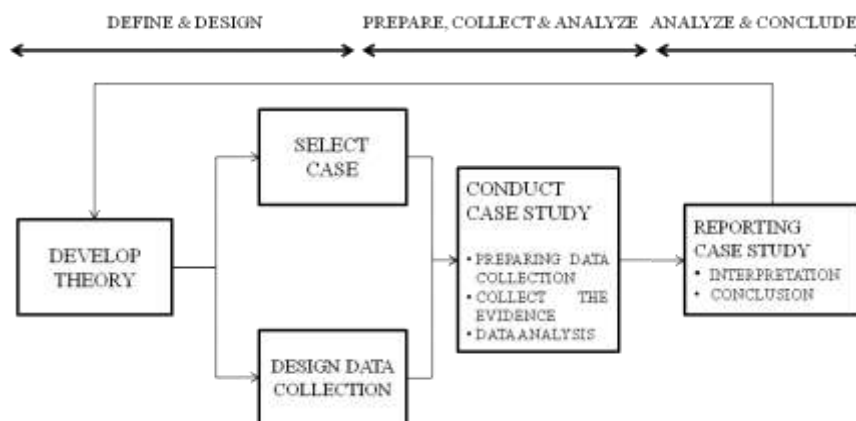 DEFINE & DESIGN
PREPARE, COLLECT & ANALYZE
ANALYZE & CONCLUDE
SELECT
CASE
DEVELOP
THEORY
DESIGN DATA
COLLECTION
CONDUCT
CASE STUDY
• PREPARING DATA
COLLECTION
• COLLECT THE
EVIDENCE
• DATA ANALYSIS
REPORTING
CASE STUDY
• INTERPRETATION
• CONCLUSION